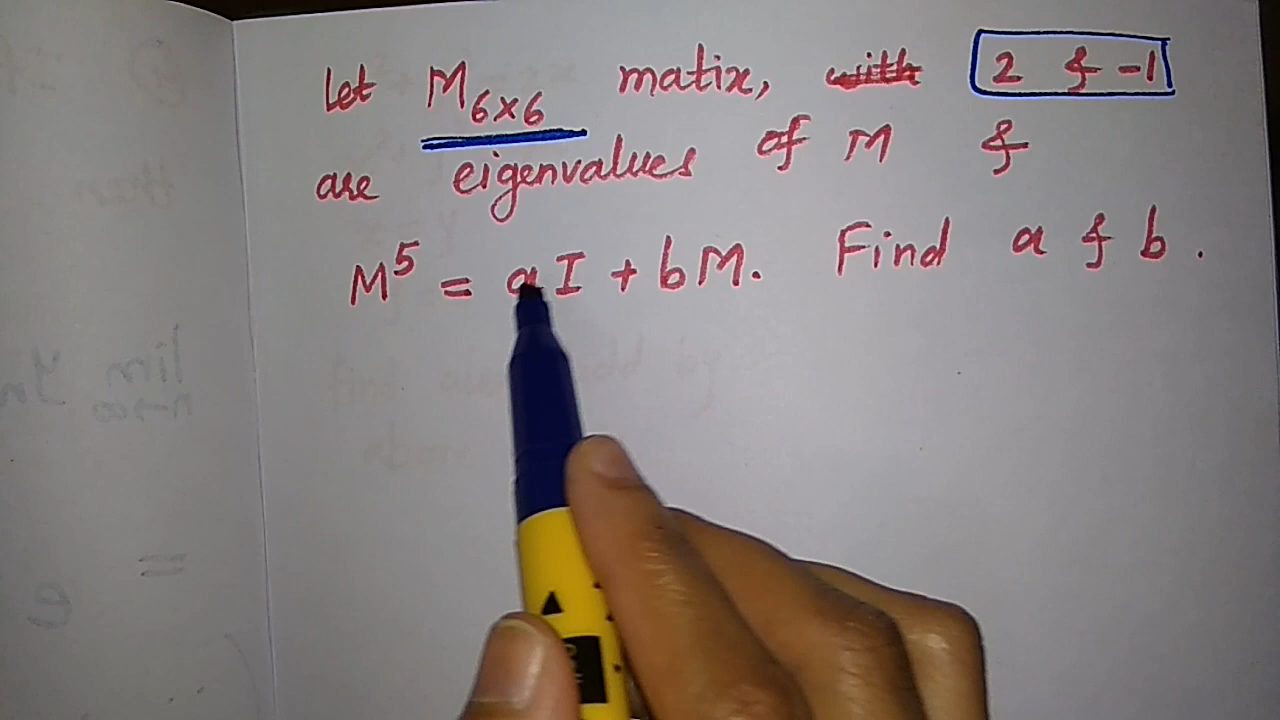 let M6×6 matix, with 2 & -1
are eigenvalues of M &
M⁵ = aI + bM. Find a & b.